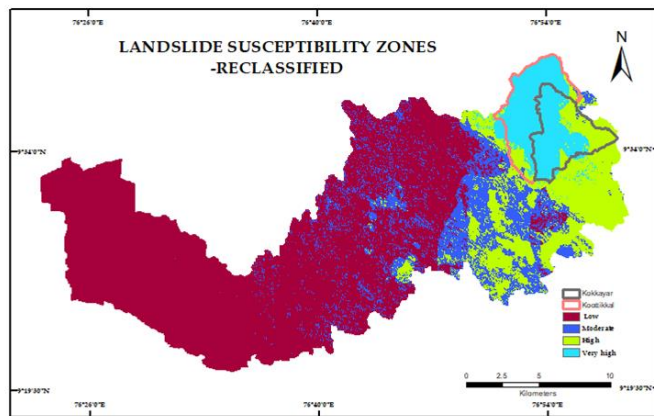 76°26'0"E 76°40'0"E 76°54'0"E
LANDSLIDE SUSCEPTIBILITY ZONES
-RECLASSIFIED
N
9°34'0"N 9°34'0"N
Kokkayar
Koottikkal
Low
Moderate
High
Very high
0 2.5 5 10
Kilometers
9°19'30"N 9°19'30"N
76°26'0"E 76°40'0"E 76°54'0"E